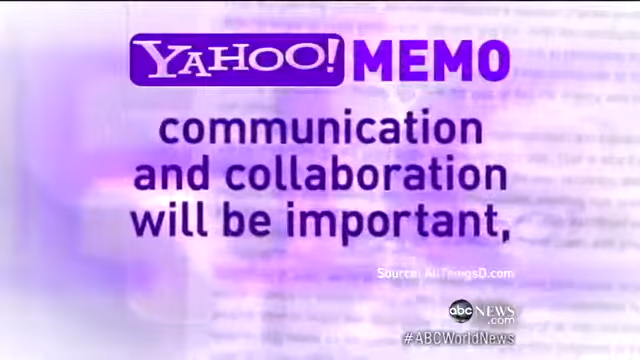 YAHOO! MEMO
communication
and collaboration
will be important,
Source: AllThingsD.com
abc NEWS
.com
#ABCWorldNews